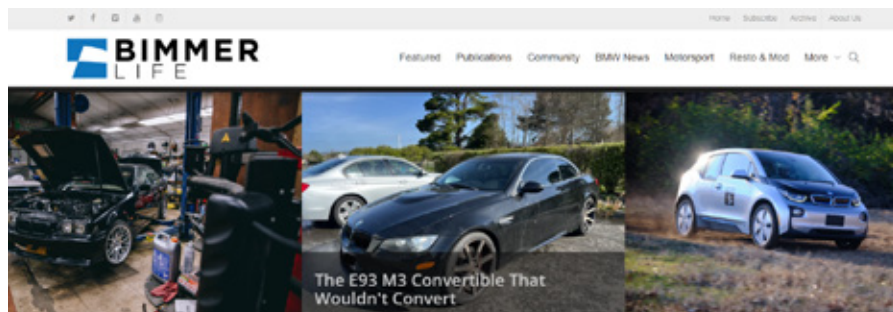 Home Subscribe Archive About Us
BIMMER
LIFE
Featured Publications Community BMW News Motorsport Resto & Mod More
The E93 M3 Convertible That
Wouldn't Convert